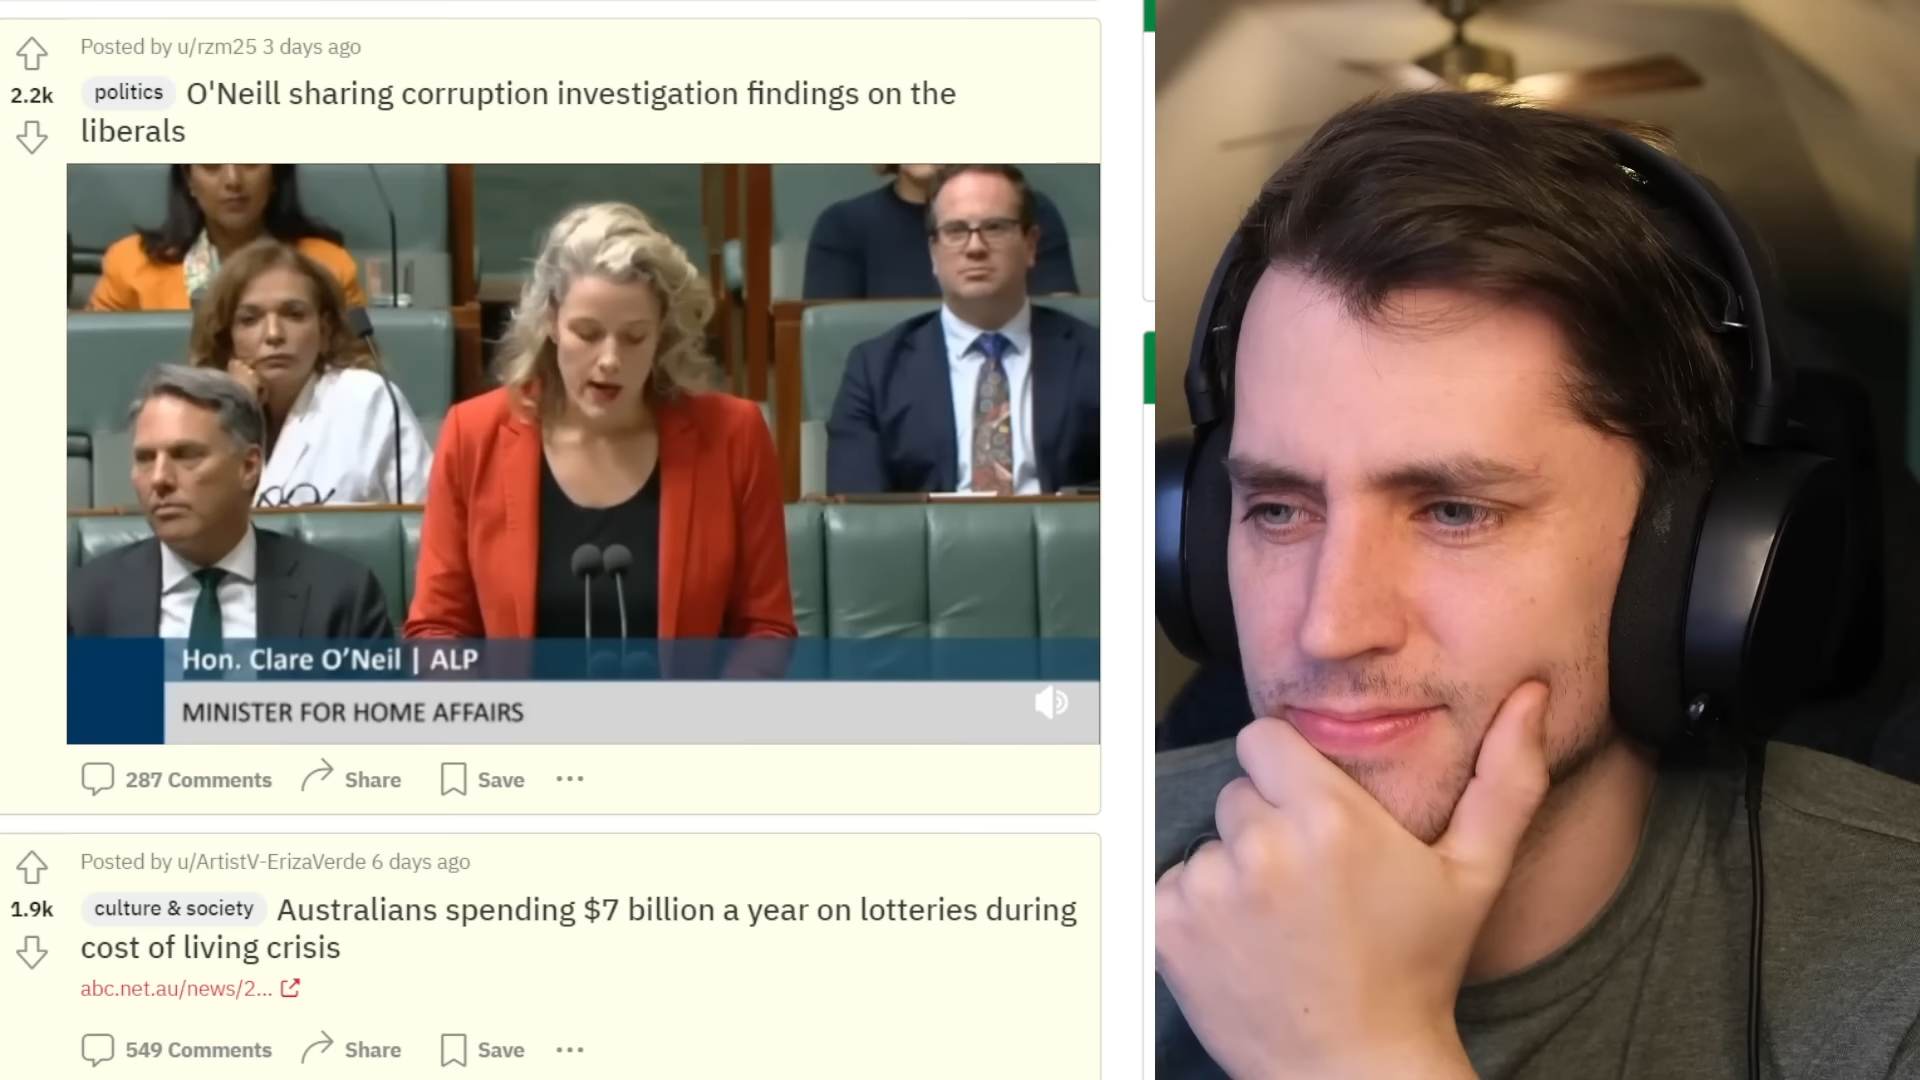 Posted by u/rzm25 3 days ago
2.2k
politics O'Neill sharing corruption investigation findings on the
liberals
Hon. Clare O'Neil | ALP
MINISTER FOR HOME AFFAIRS
287 Comments Share Save ...
Posted by u/ArtistV-ErizaVerde 6 days ago
1.9k
culture & society Australians spending $7 billion a year on lotteries during
cost of living crisis
abc.net.au/news/2...
549 Comments Share Save ...